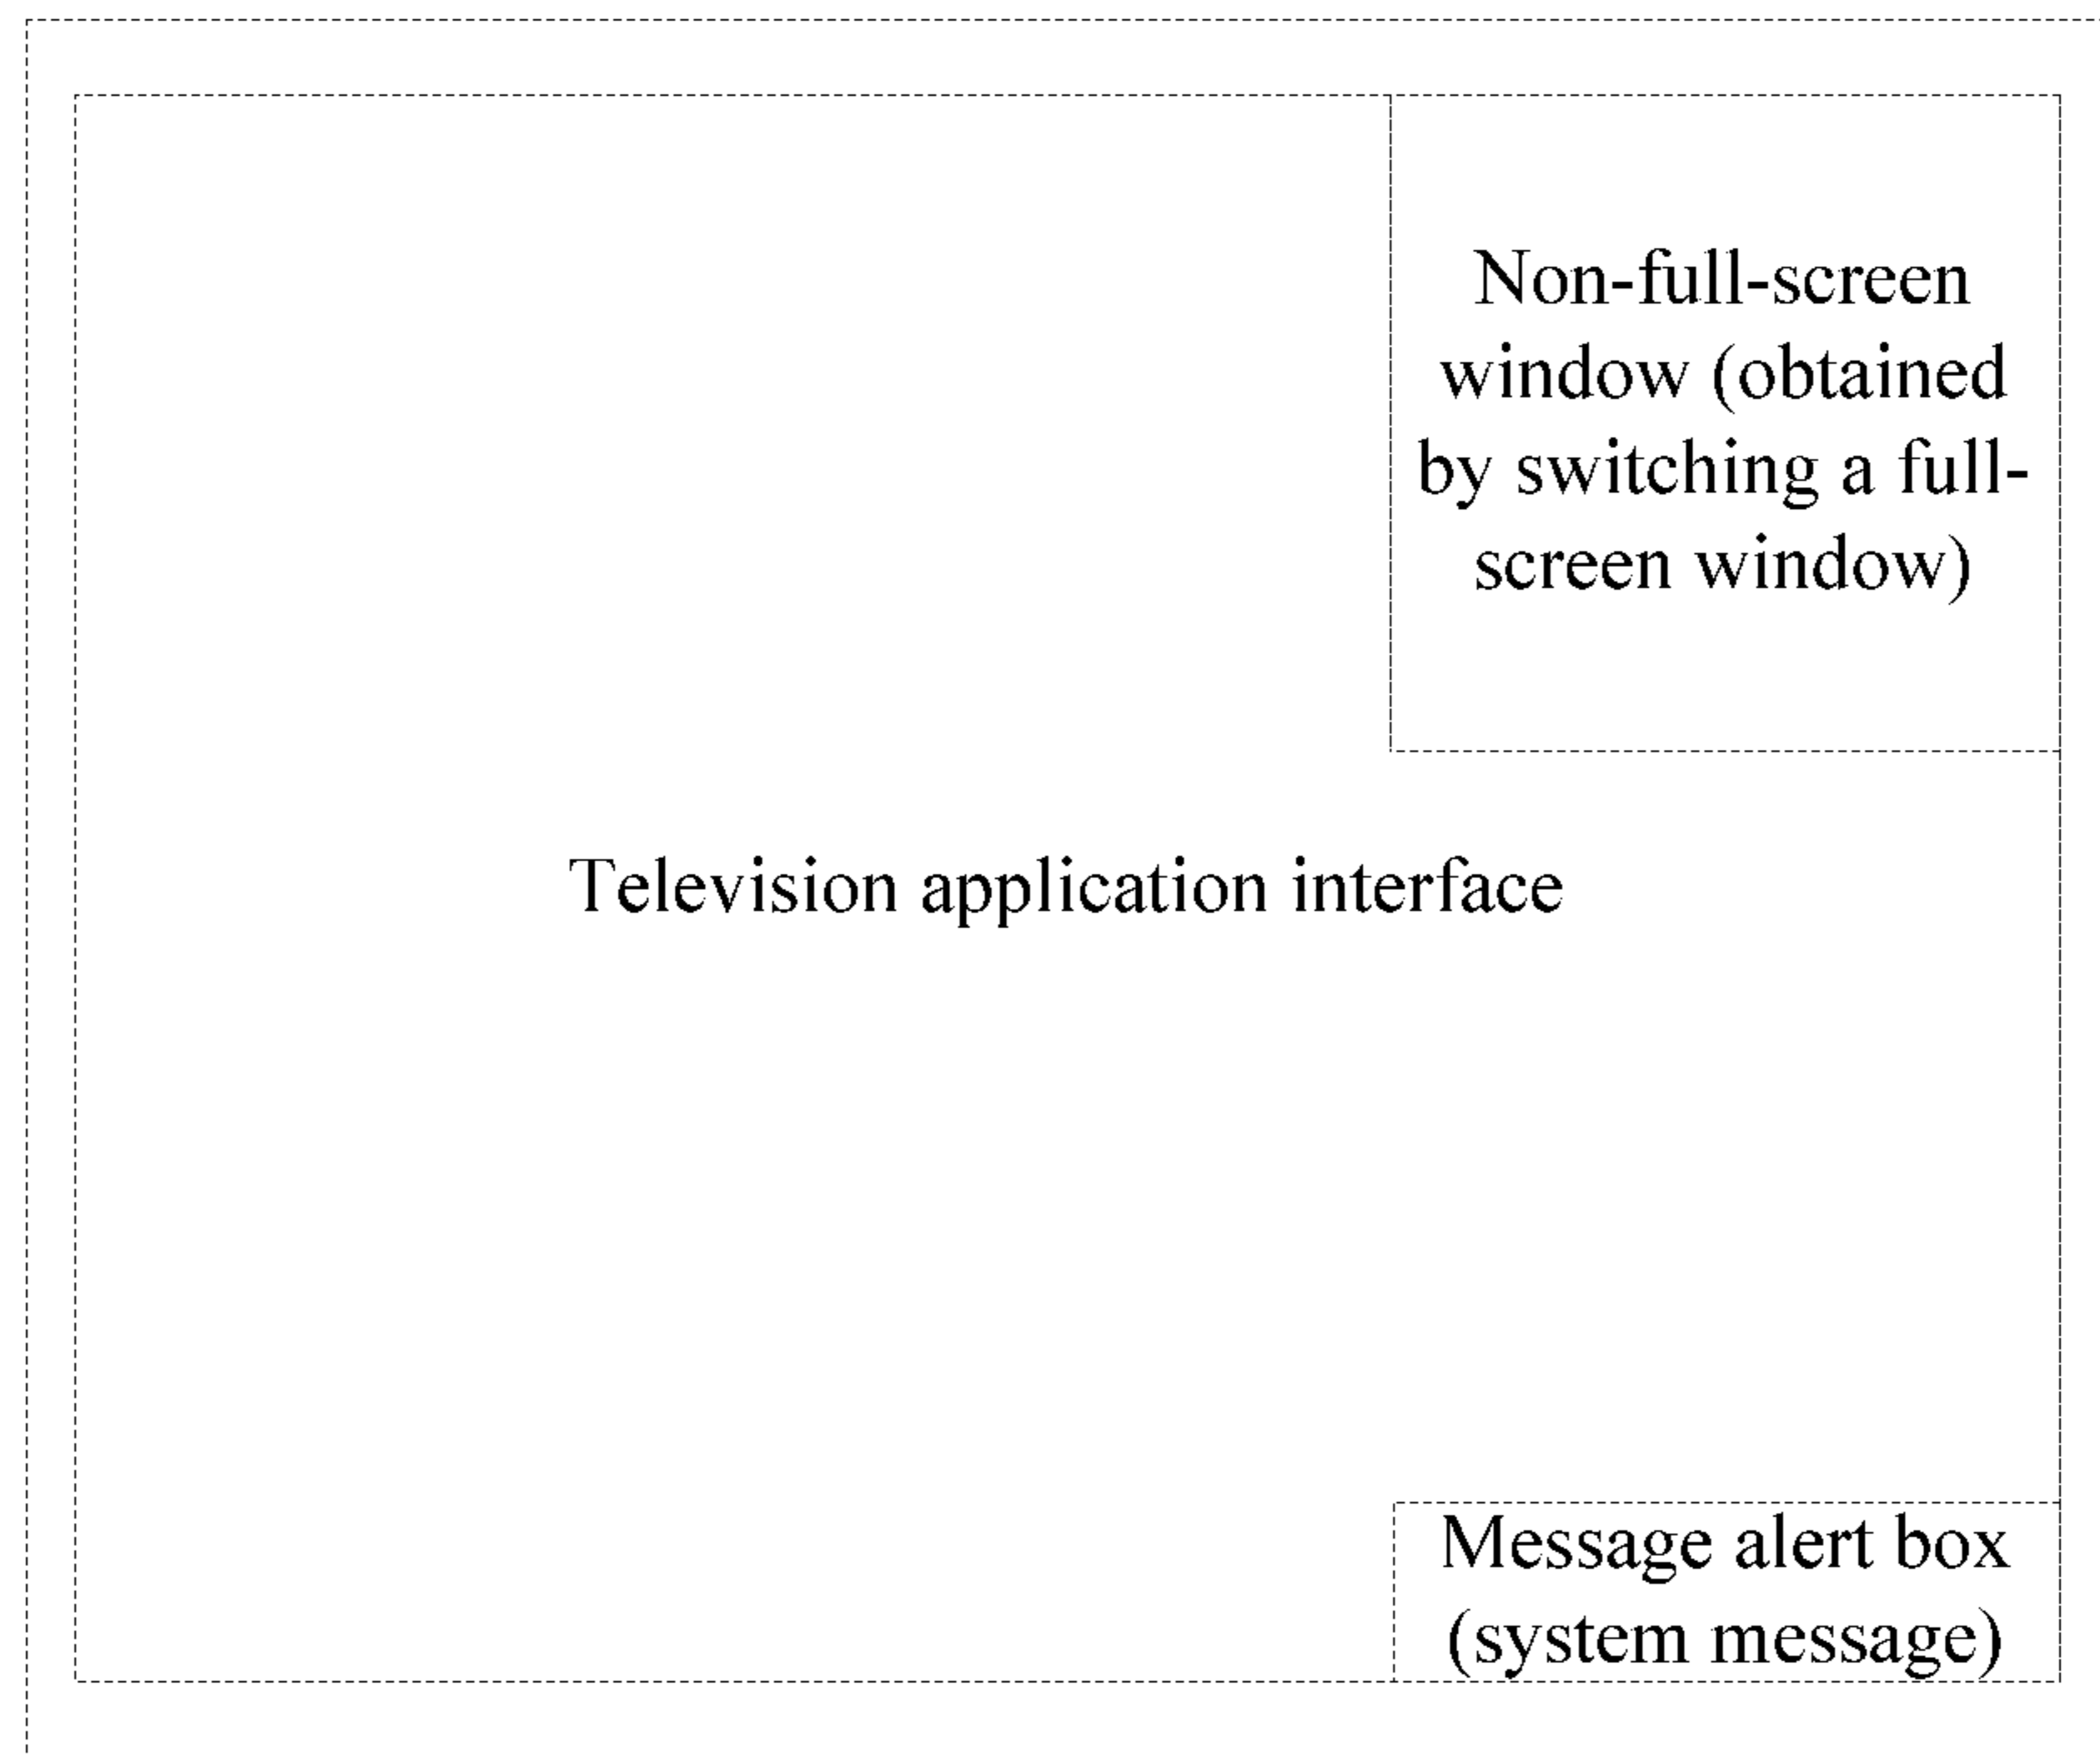 Non-full-screen
window (obtained
by switching a full-
screen window)
Television application interface
Message alert box
(system message)